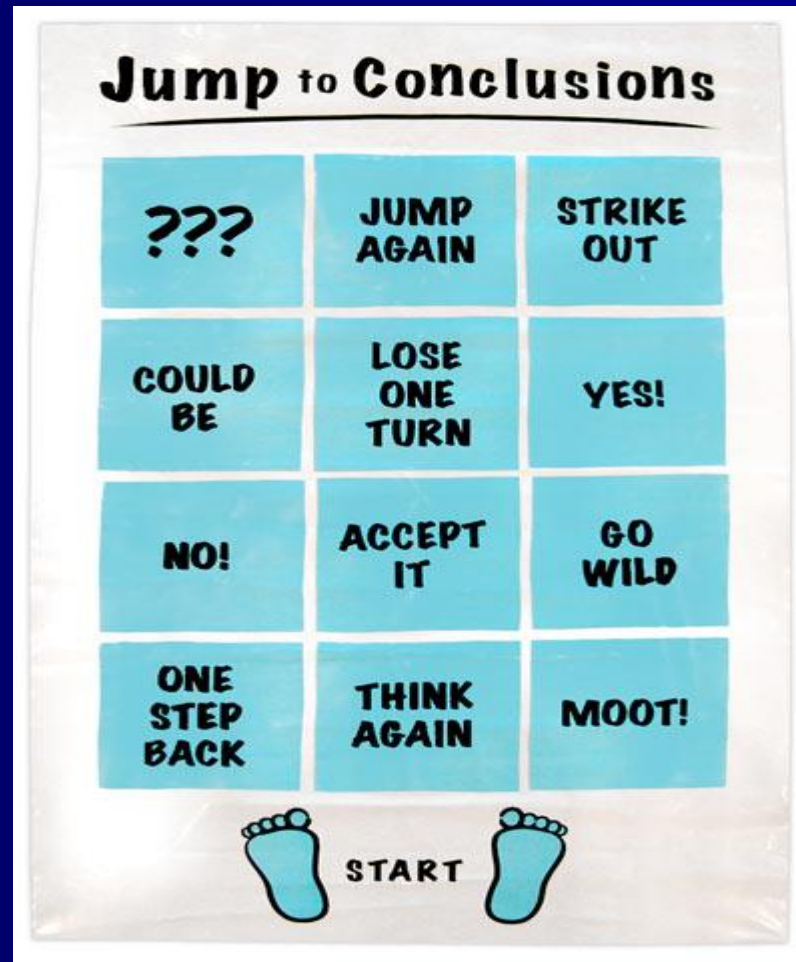 Jump to Conclusions
???
JUMP
AGAIN
STRIKE
OUT
COULD
BE
LOSE
ONE
TURN
YES!
NO!
ACCEPT
IT
GO
WILD
ONE
STEP
BACK
THINK
AGAIN
MOOT!
START